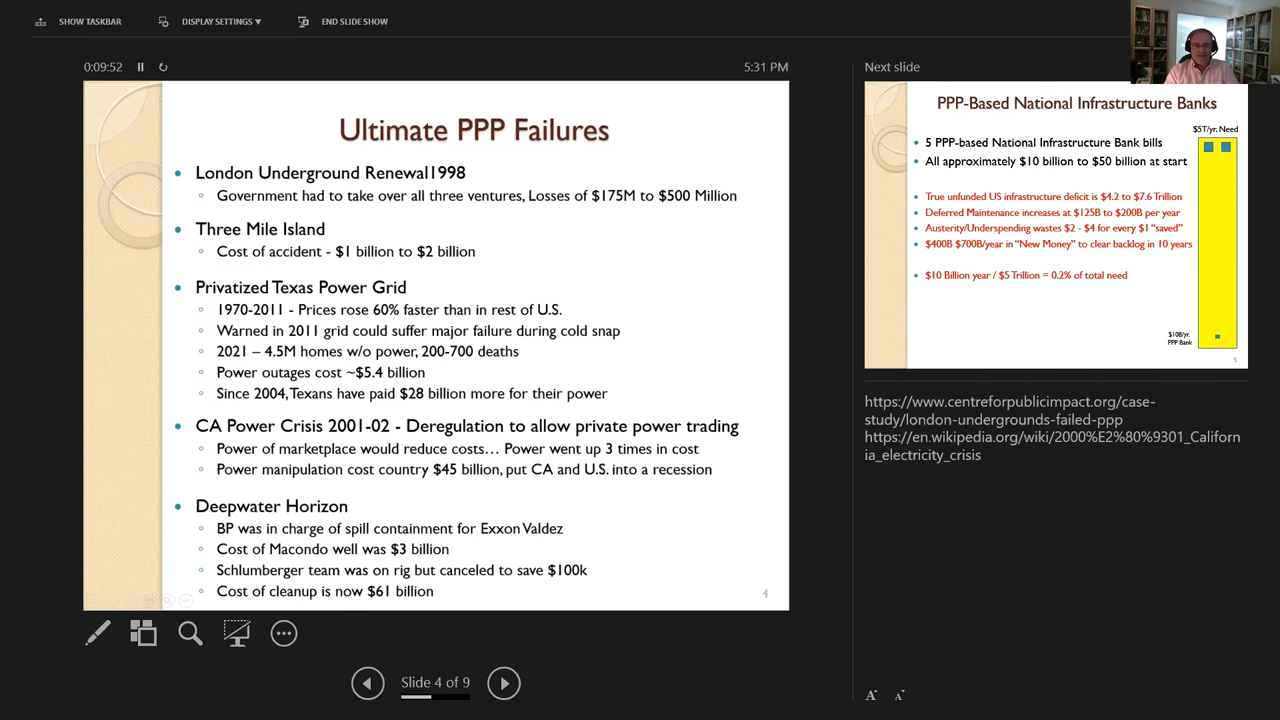 SHOW TASKBAR
DISPLAY SETTINGS ▼
END SLIDE SHOW
0:09:52
5:31 PM
Ultimate PPP Failures
• London Underground Renewal1998
◦ Government had to take over all three ventures, Losses of $175M to $500 Million
• Three Mile Island
◦ Cost of accident - $1 billion to $2 billion
• Privatized Texas Power Grid
◦ 1970-2011 - Prices rose 60% faster than in rest of U.S.
◦ Warned in 2011 grid could suffer major failure during cold snap
◦ 2021 – 4.5M homes w/o power, 200-700 deaths
◦ Power outages cost ~$5.4 billion
◦ Since 2004, Texans have paid $28 billion more for their power
• CA Power Crisis 2001-02 - Deregulation to allow private power trading
◦ Power of marketplace would reduce costs… Power went up 3 times in cost
◦ Power manipulation cost country $45 billion, put CA and U.S. into a recession
• Deepwater Horizon
◦ BP was in charge of spill containment for Exxon Valdez
◦ Cost of Macondo well was $3 billion
◦ Schlumberger team was on rig but canceled to save $100k
◦ Cost of cleanup is now $61 billion
4
Slide 4 of 9
Next slide
PPP-Based National Infrastructure Banks
$5T/yr. Need
• 5 PPP-based National Infrastructure Bank bills
• All approximately $10 billion to $50 billion at start
• True unfunded US infrastructure deficit is $4.2 to $7.6 Trillion
• Deferred Maintenance increases at $125B to $200B per year
• Austerity/Underspending wastes $2 - $4 for every $1 “saved”
• $400B $700B/year in “New Money” to clear backlog in 10 years
• $10 Billion year / $5 Trillion = 0.2% of total need
$10B/yr.
PPP Bank
5
https://www.centreforpublicimpact.org/case-
study/london-undergrounds-failed-ppp
https://en.wikipedia.org/wiki/2000%E2%80%9301_Californ
ia_electricity_crisis
A A